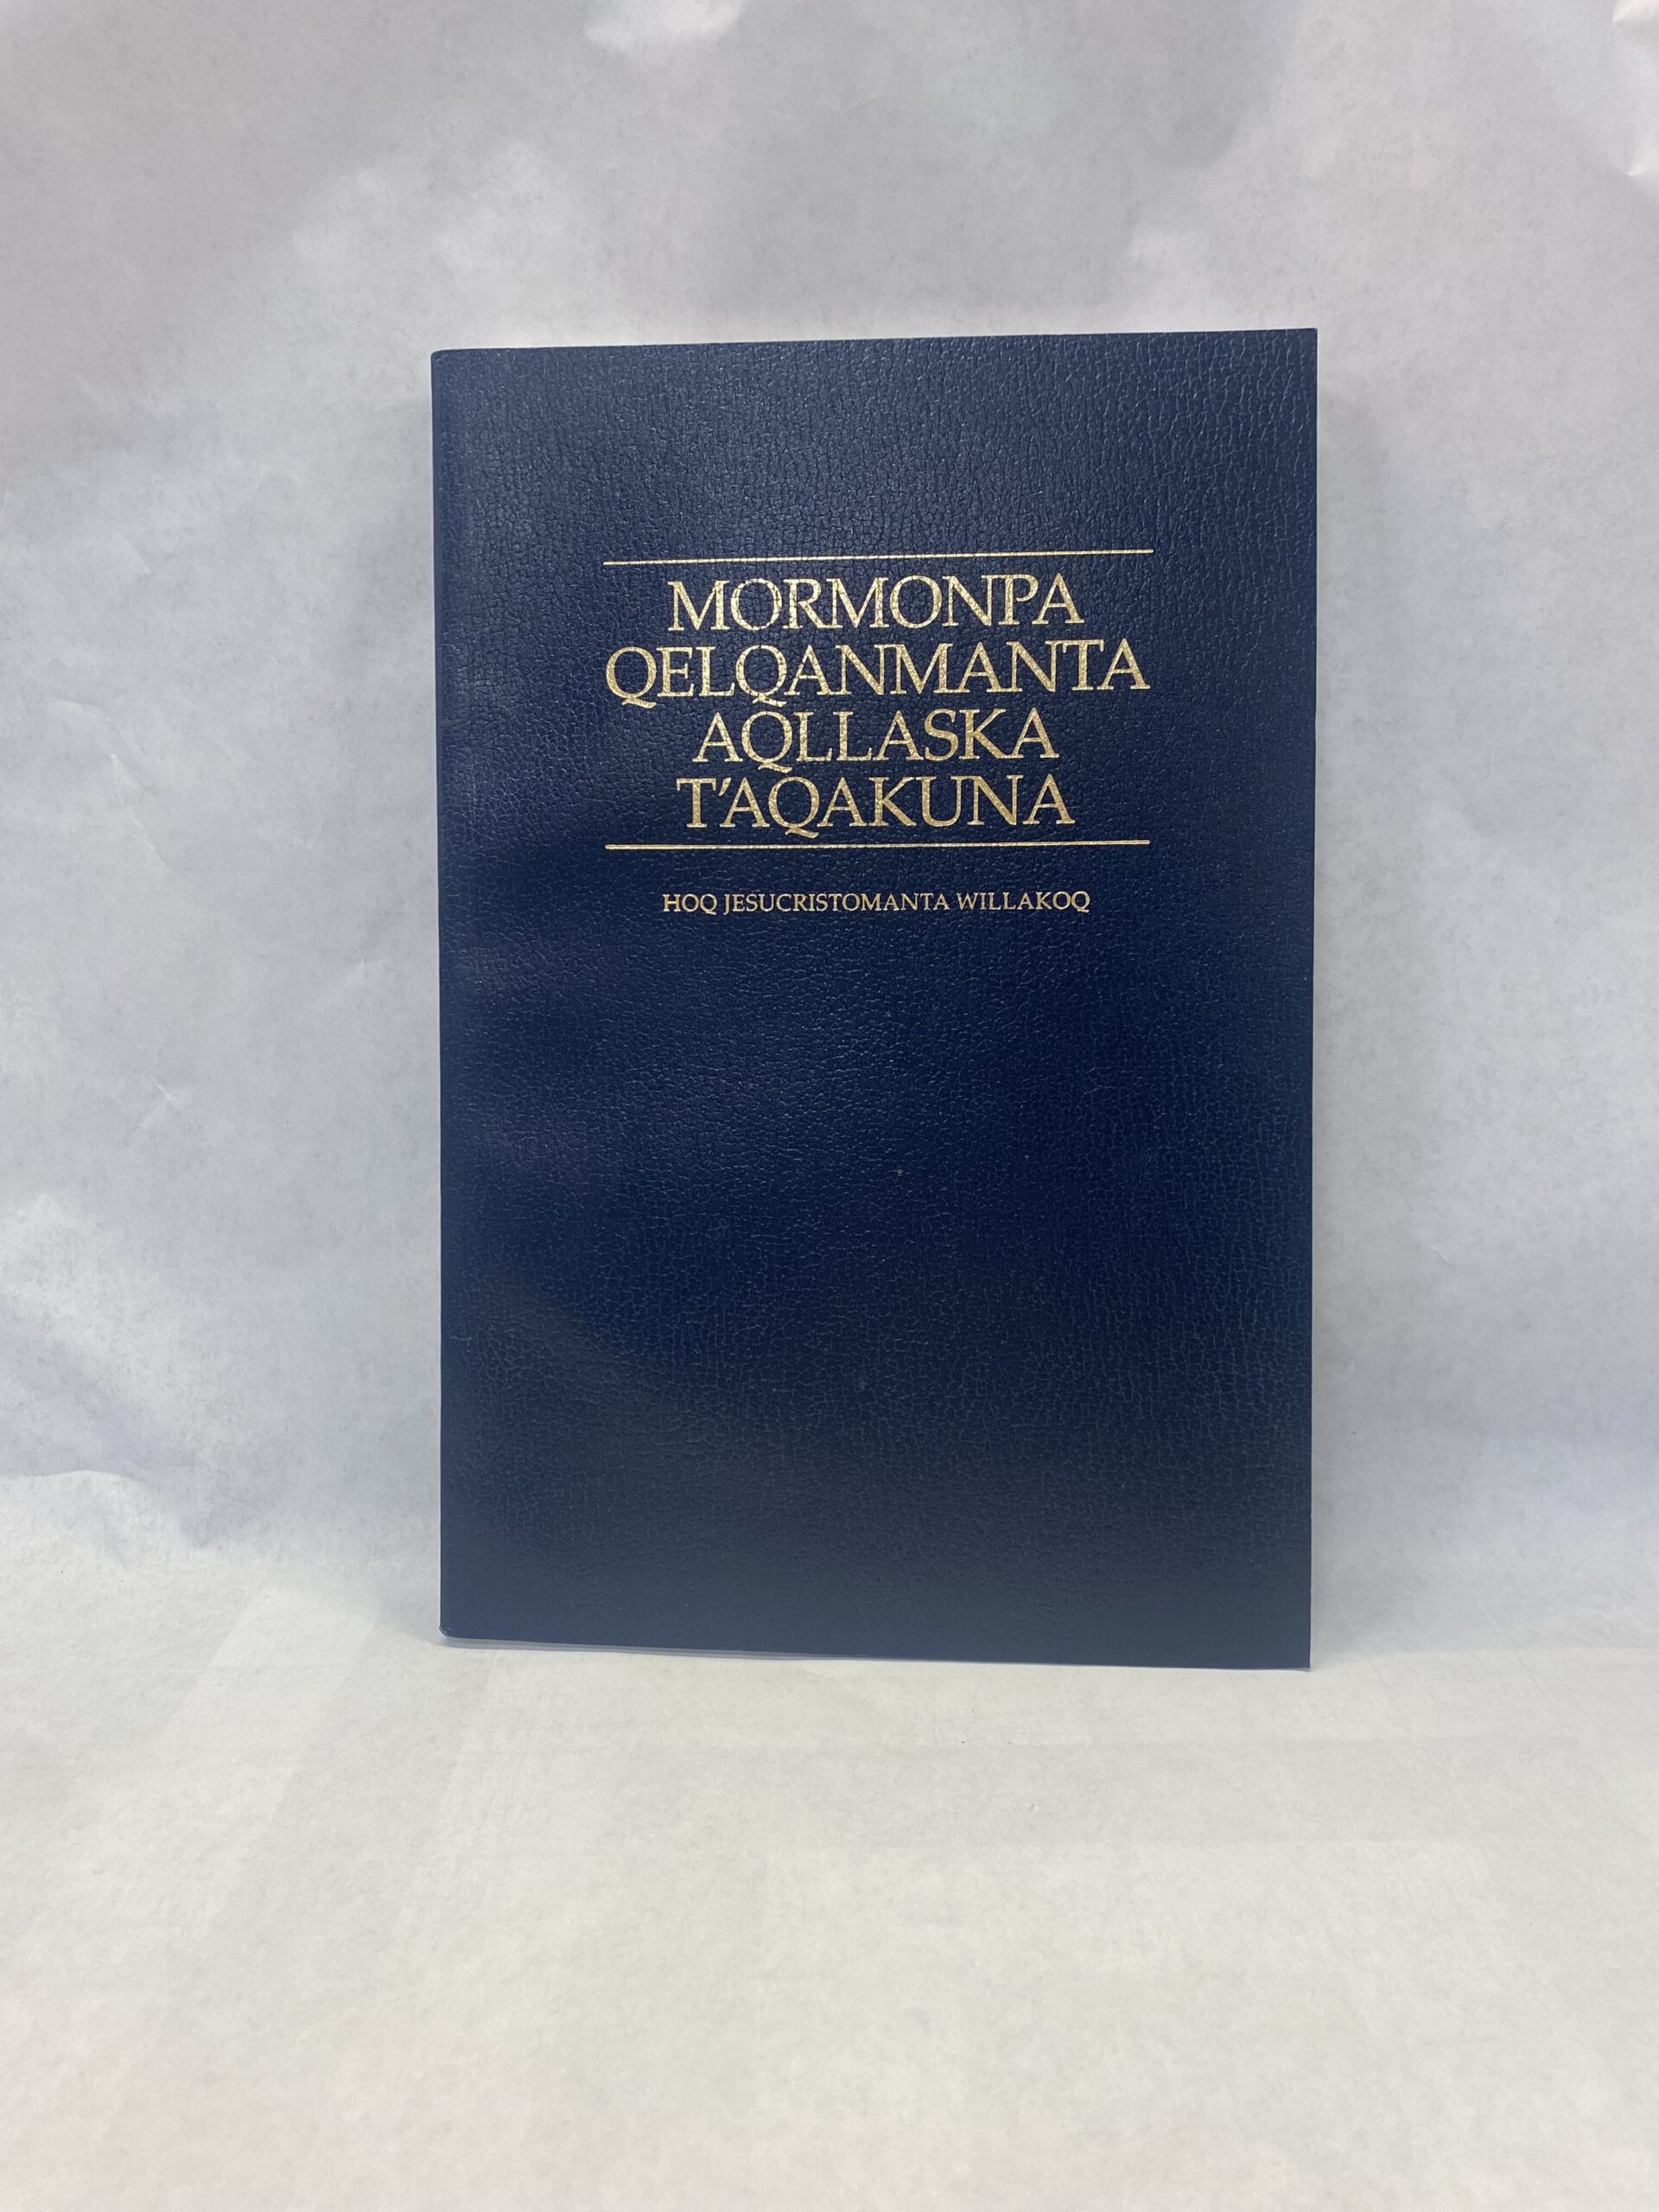 MORMONPA
QELQANMANTA
AQLLASKA
T'AQAKUNA
HOQ JESUCRISTOMANTA WILLAKOQ